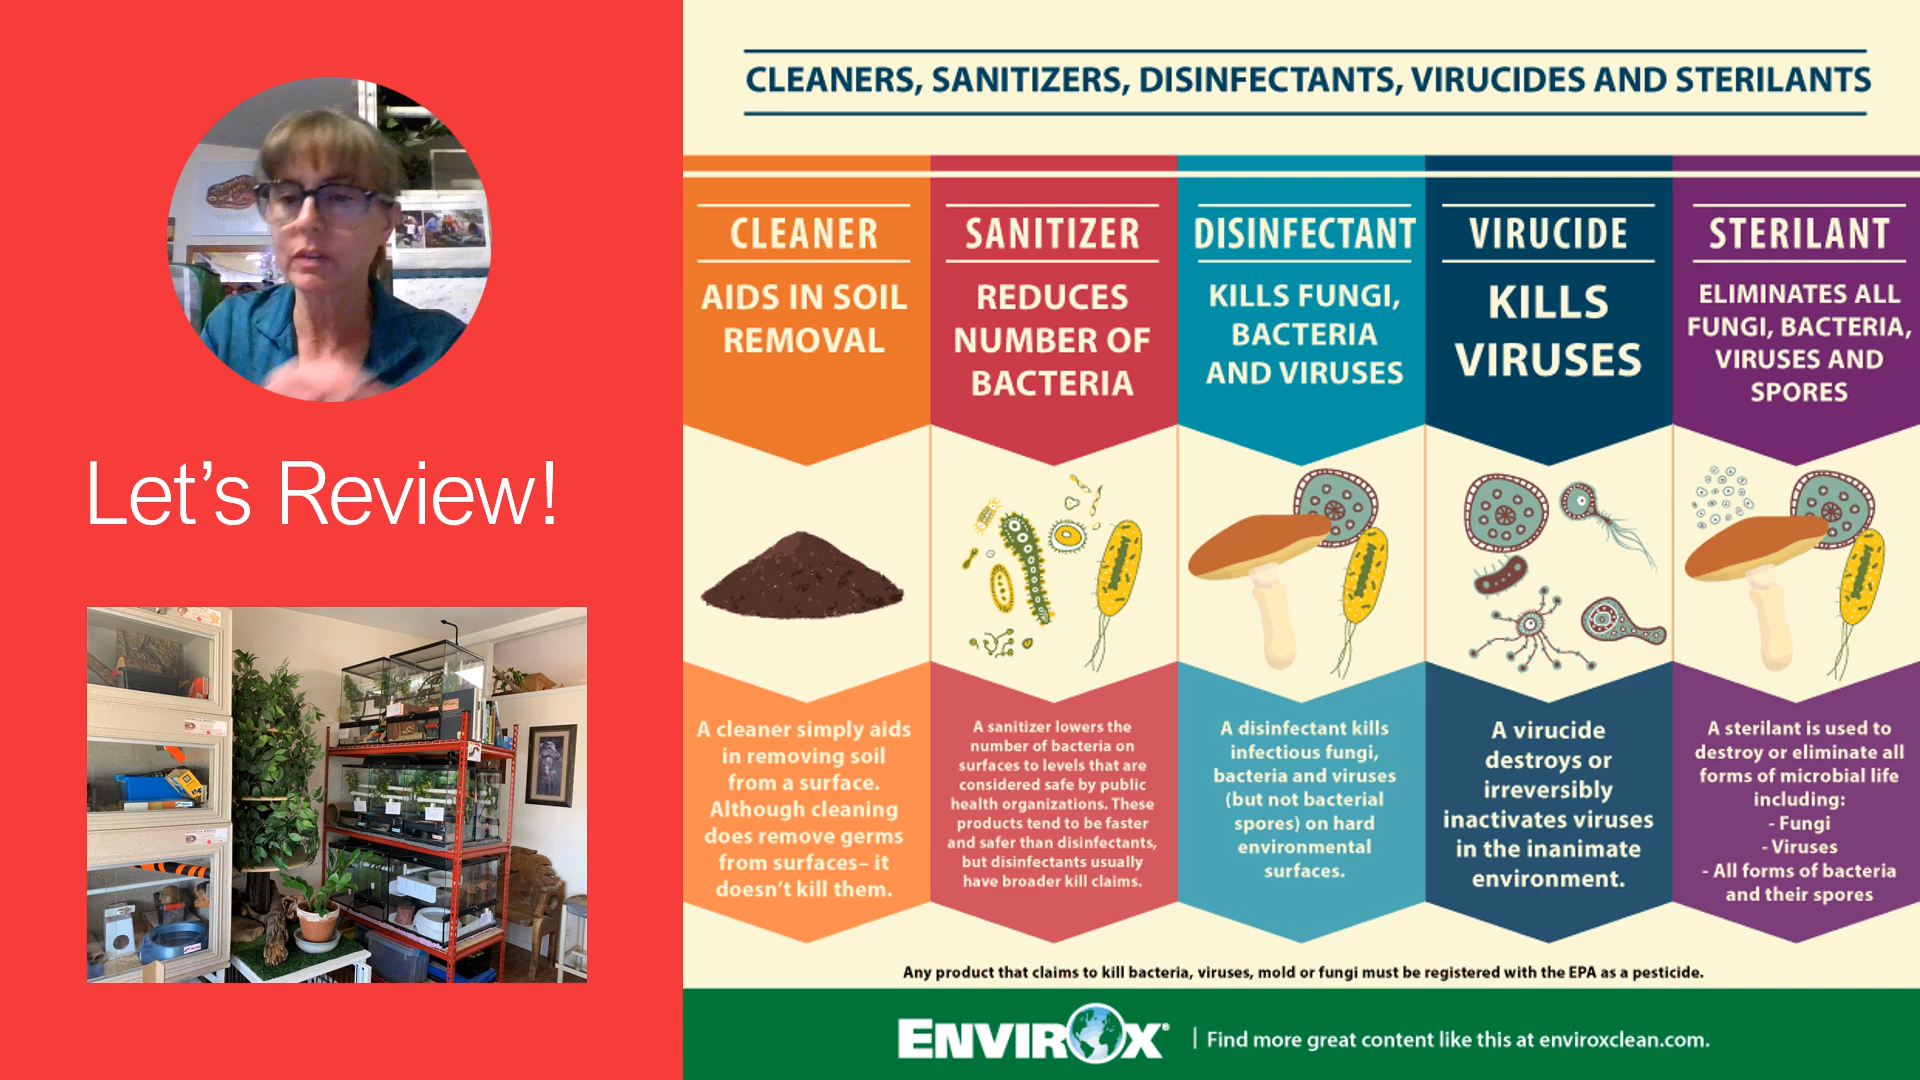 Let's Review!
CLEANERS, SANITIZERS, DISINFECTANTS, VIRUCIDES AND STERILANTS
CLEANER
AIDS IN SOIL
REMOVAL
A cleaner simply aids
in removing soil
from a surface.
Although cleaning
does remove germs
from surfaces– it
doesn't kill them.
SANITIZER
REDUCES
NUMBER OF
BACTERIA
A sanitizer lowers the
number of bacteria on
surfaces to levels that are
considered safe by public
health organizations. These
products tend to be faster
and safer than disinfectants,
but disinfectants usually
have broader kill claims.
DISINFECTANT
KILLS FUNGI,
BACTERIA
AND VIRUSES
A disinfectant kills
infectious fungi,
bacteria and viruses
(but not bacterial
spores) on hard
environmental
surfaces.
VIRUCIDE
KILLS
VIRUSES
A virucide
destroys or
irreversibly
inactivates viruses
in the inanimate
environment.
STERILANT
ELIMINATES ALL
FUNGI, BACTERIA,
VIRUSES AND
SPORES
A sterilant is used to
destroy or eliminate all
forms of microbial life
including:
- Fungi
- Viruses
- All forms of bacteria
and their spores
Any product that claims to kill bacteria, viruses, mold or fungi must be registered with the EPA as a pesticide.
ENVIROX® | Find more great content like this at enviroxclean.com.